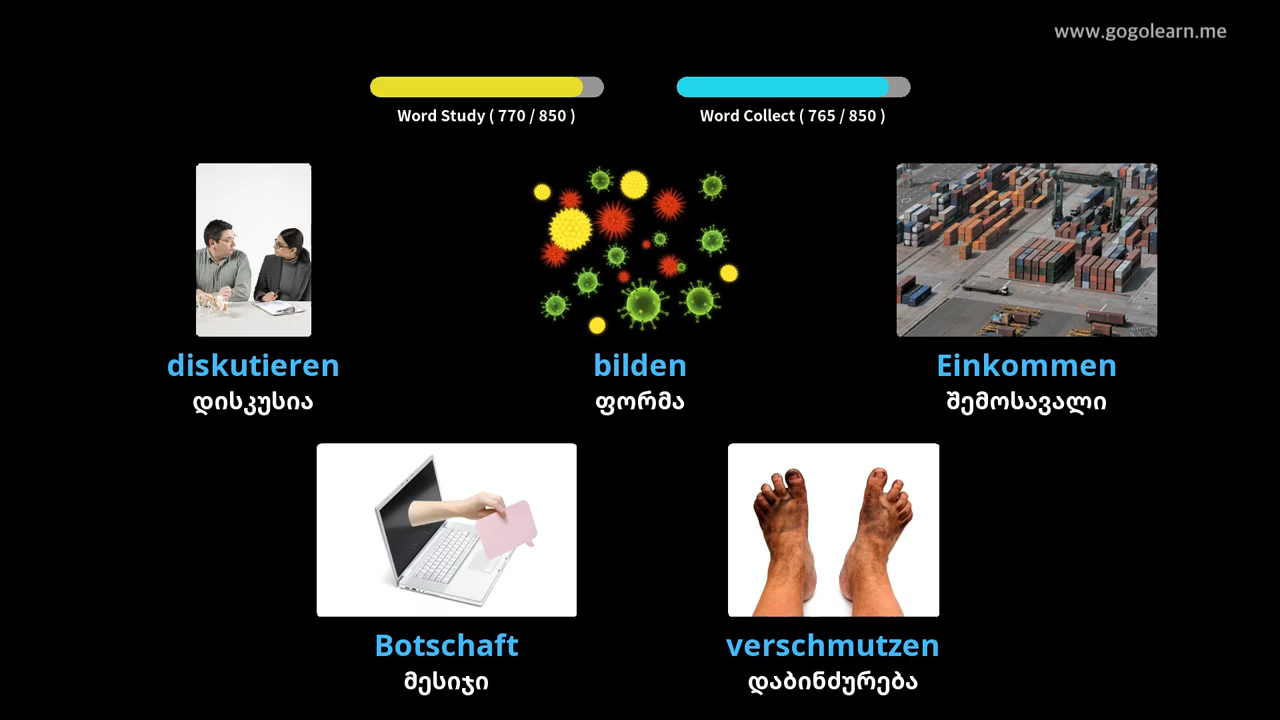 www.gogolearn.me
Word Study ( 770 / 850 )
Word Collect ( 765 / 850 )
diskutieren
დისკუსია
bilden
ფორმა
Einkommen
შემოსავალი
Botschaft
მესიჯი
verschmutzen
დაბინძურება